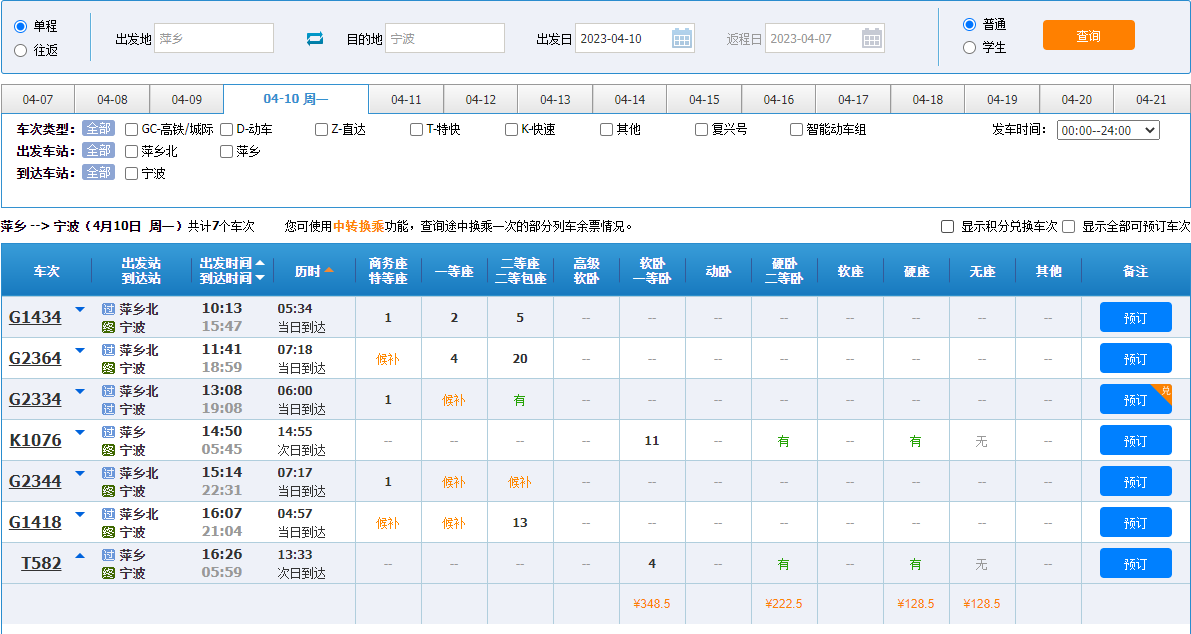 单程
往返
出发地 萍乡 目的地 宁波 出发日 2023-04-10 返程日 2023-04-07
普通
学生
查询
04-07 04-08 04-09 04-10 周一 04-11 04-12 04-13 04-14 04-15 04-16 04-17 04-18 04-19 04-20 04-21
车次类型： 全部 GC-高铁/城际 D-动车 Z-直达 T-特快 K-快速 其他 复兴号 智能动车组 发车时间： 00:00--24:00
出发车站： 全部 萍乡北 萍乡
到达车站： 全部 宁波
萍乡 --> 宁波（4月10日 周一）共计7个车次 您可使用中转换乘功能，查询途中换乘一次的部分列车余票情况。 显示积分兑换车次 显示全部可预订车次
车次 出发站 到达站 出发时间 到达时间 历时 商务座 特等座 一等座 二等座 二等包座 高级 软卧 软卧 一等卧 动卧 硬卧 二等卧 软座 硬座 无座 其他 备注
G1434 过 萍乡北 10:13 05:34 1 2 5 -- -- -- -- -- -- -- -- 预订
终 宁波 15:47 当日到达
G2364 过 萍乡北 11:41 07:18 候补 4 20 -- -- -- -- -- -- -- -- 预订
终 宁波 18:59 当日到达
G2334 过 萍乡北 13:08 06:00 1 候补 有 -- -- -- -- -- -- -- -- 预订 兑
过 宁波 19:08 当日到达
K1076 过 萍乡 14:50 14:55 -- -- -- -- 11 -- 有 -- 有 无 -- 预订
终 宁波 05:45 次日到达
G2344 过 萍乡北 15:14 07:17 1 候补 候补 -- -- -- -- -- -- -- -- 预订
终 宁波 22:31 当日到达
G1418 过 萍乡北 16:07 04:57 候补 候补 13 -- -- -- -- -- -- -- -- 预订
终 宁波 21:04 当日到达
T582 过 萍乡 16:26 13:33 -- -- -- -- 4 -- 有 -- 有 无 -- 预订
终 宁波 05:59 次日到达
¥348.5 ¥222.5 ¥128.5 ¥128.5